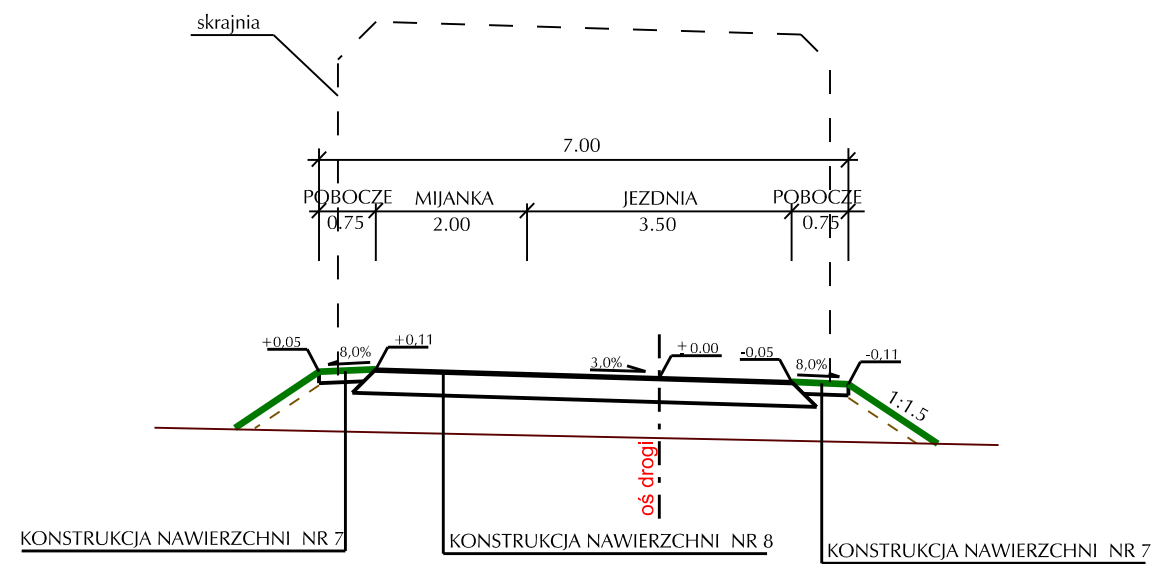 skrajnia
7.00
POBOCZE MIJANKA JEZDNIA POBOCZE
0.75 2.00 3.50 0.75
+0,05 8,0% +0,11 3,0% ±0.00 -0,05 8,0% -0,11
1:1.5
oś drogi
KONSTRUKCJA NAWIERZCHNI NR 7
KONSTRUKCJA NAWIERZCHNI NR 8
KONSTRUKCJA NAWIERZCHNI NR 7